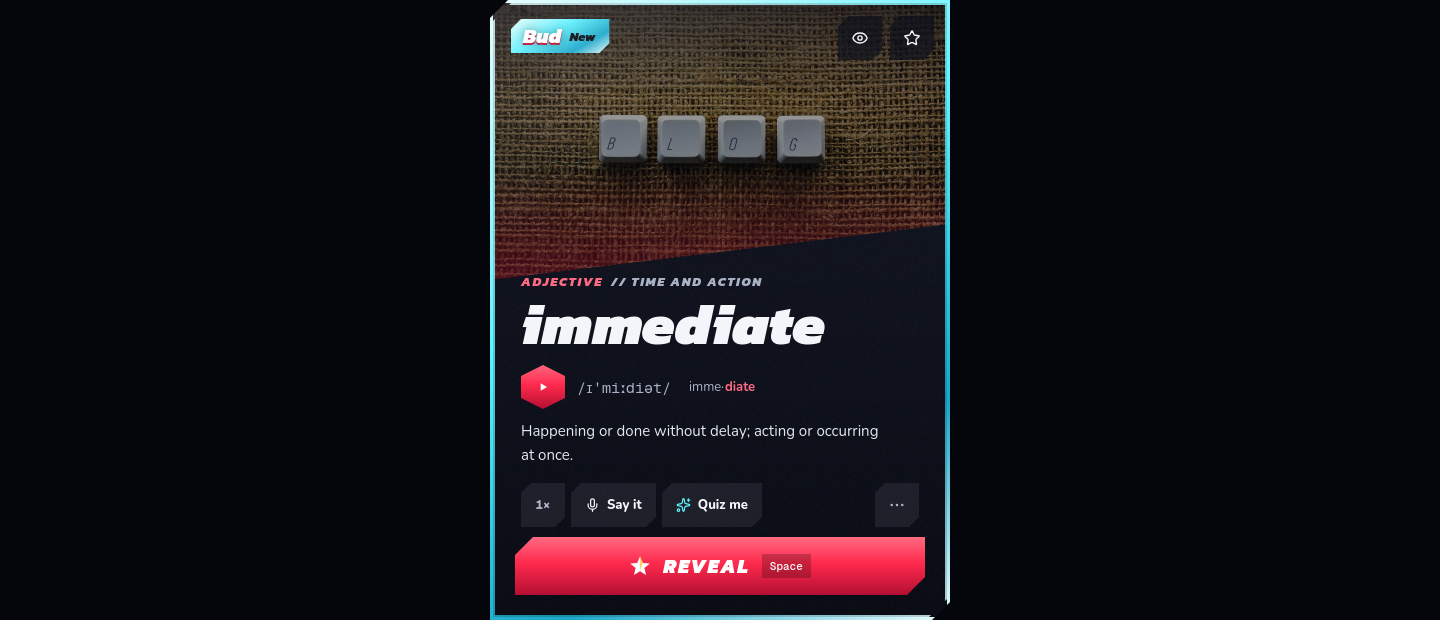 Bud New
B L O G
ADJECTIVE // TIME AND ACTION
immediate
/ɪˈmiːdiət/ imme·diate
Happening or done without delay; acting or occurring
at once.
1× Say it Quiz me ···
REVEAL Space